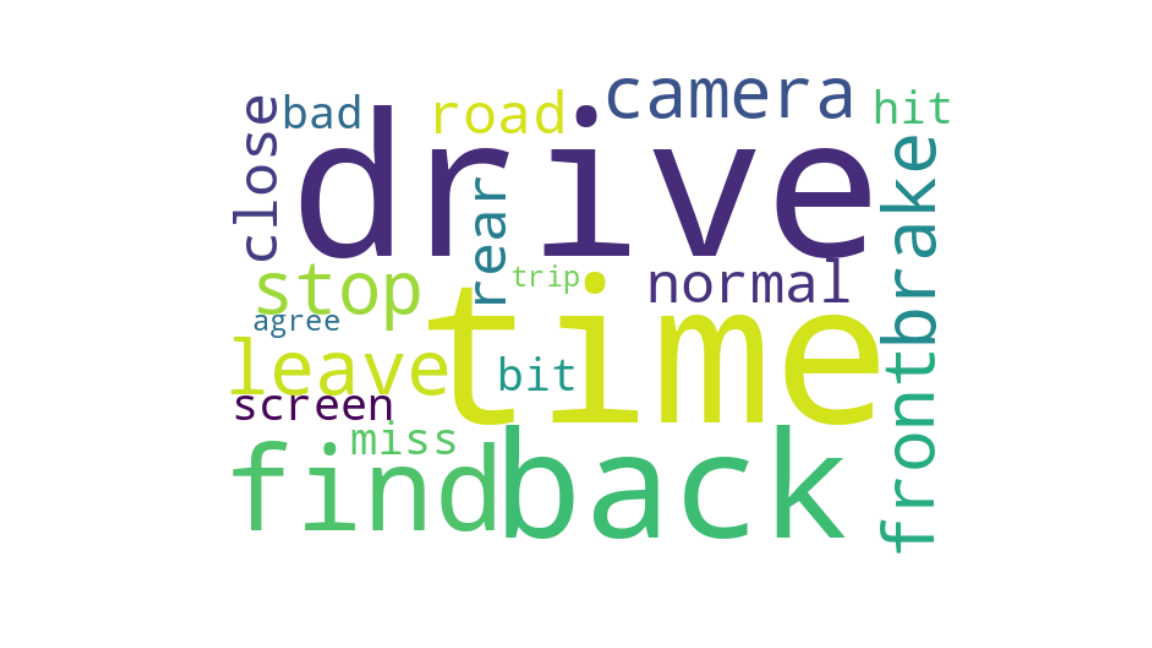 close
bad
road
camera
hit
drive
rear
brake
stop
trip
normal
agree
time
leave
bit
screen
miss
find
back
front